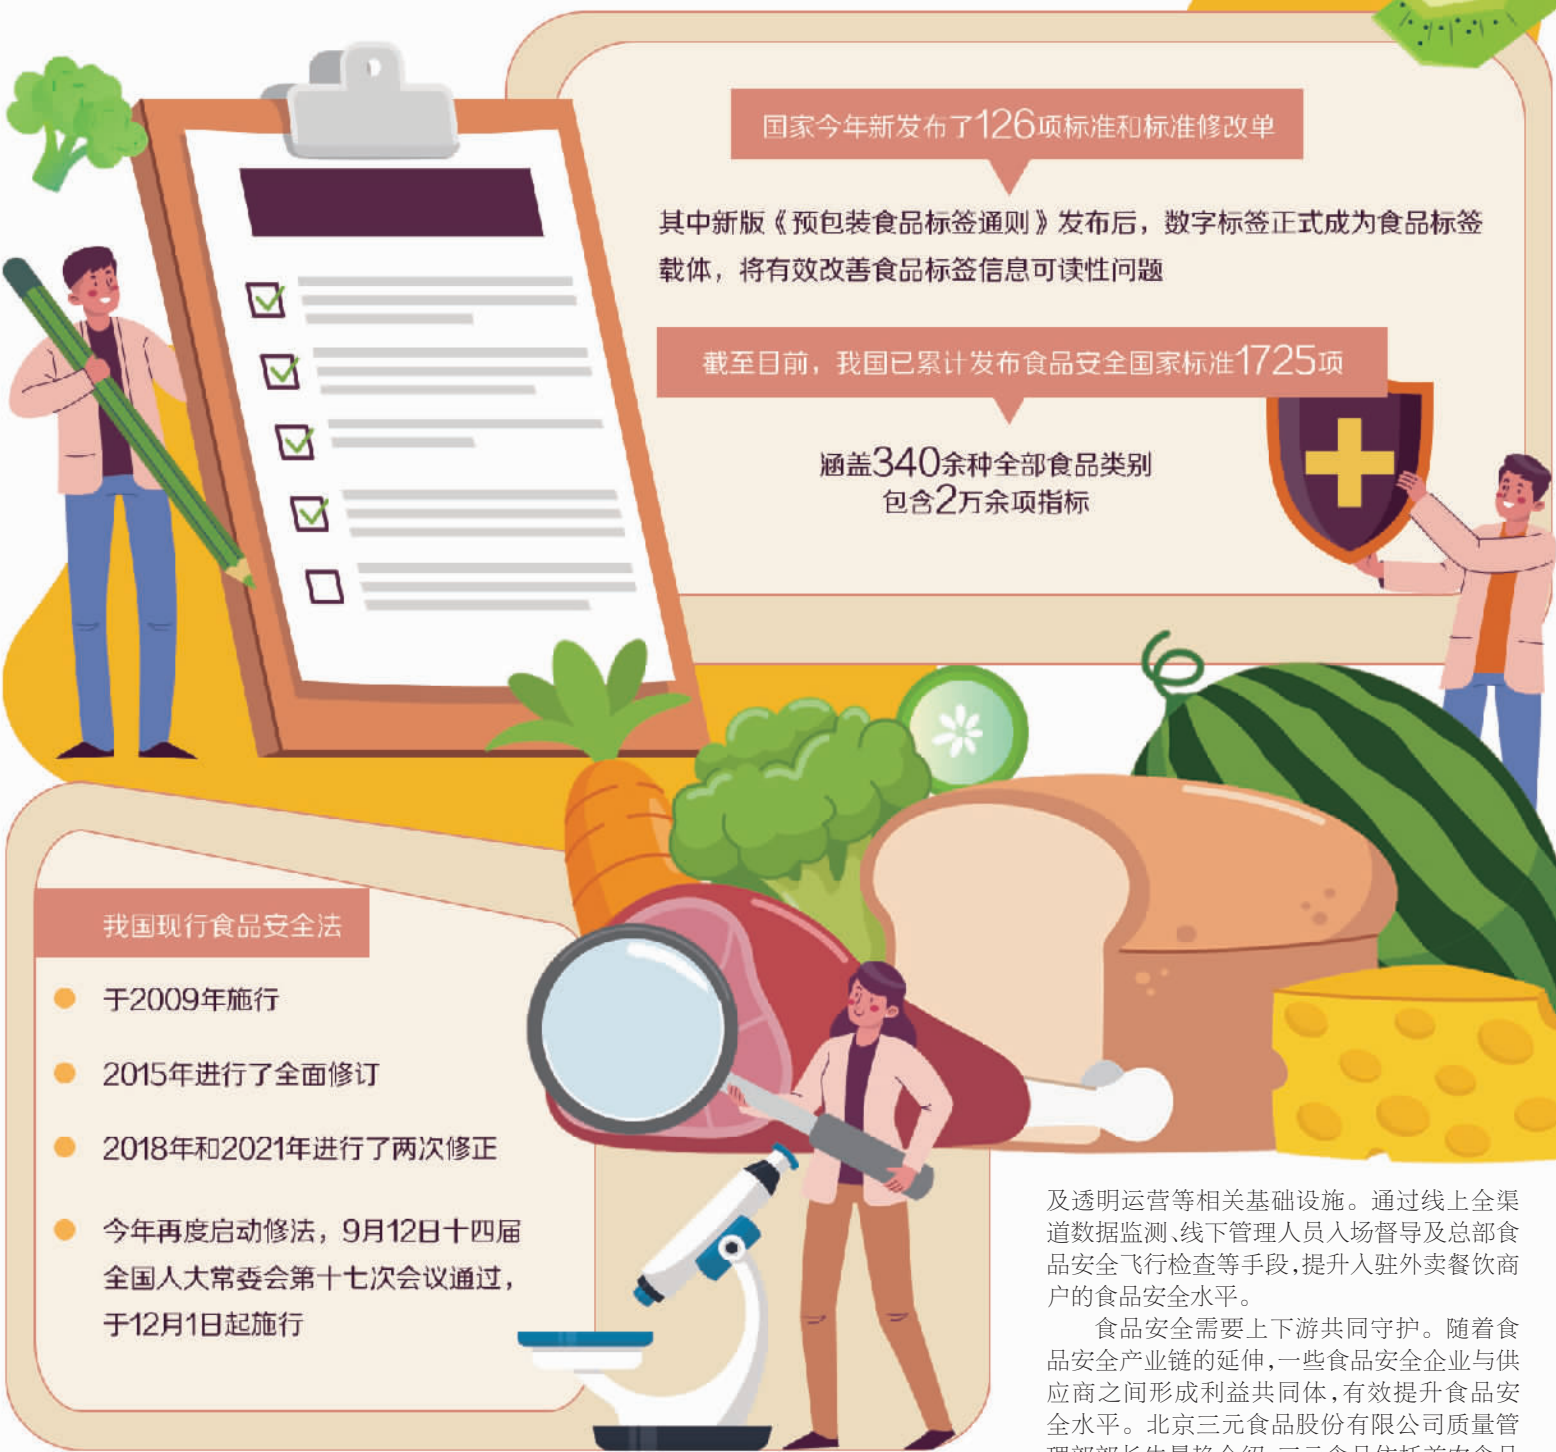 国家今年新发布了126项标准和标准修改单
其中新版《预包装食品标签通则》发布后，数字标签正式成为食品标签
载体，将有效改善食品标签信息可读性问题
截至目前，我国已累计发布食品安全国家标准1725项
涵盖340余种全部食品类别
包含2万余项指标
我国现行食品安全法
于2009年施行
2015年进行了全面修订
2018年和2021年进行了两次修正
今年再度启动修法，9月12日十四届
全国人大常委会第十七次会议通过，
于12月1日起施行
及透明运营等相关基础设施。通过线上全渠
道数据监测、线下管理人员入场督导及总部食
品安全飞行检查等手段，提升入驻外卖餐饮商
户的食品安全水平。
食品安全需要上下游共同守护。随着食
品安全产业链的延伸，一些食品安全企业与供
应商之间形成利益共同体，有效提升食品安
全水平。北京三元食品股份有限公司质量管